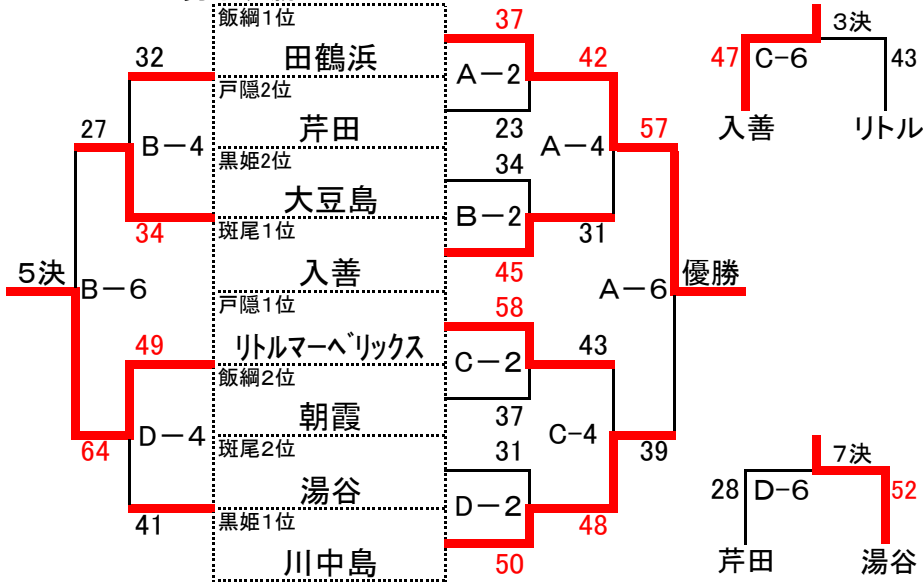 飯綱1位
37
3決
32
田鶴浜
42
47
C-6
43
A-2
戸隠2位
入善
リトル
27
芹田
23
57
B-4
34
A-4
黒姫2位
大豆島
B-2
34
斑尾1位
31
5決
入善
45
優勝
B-6
A-6
戸隠1位
58
49
リトルマーベリックス
43
C-2
飯綱2位
朝霞
37
64
D-4
C-4
39
7決
斑尾2位
31
28
D-6
52
湯谷
D-2
41
黒姫1位
48
川中島
50
芹田
湯谷